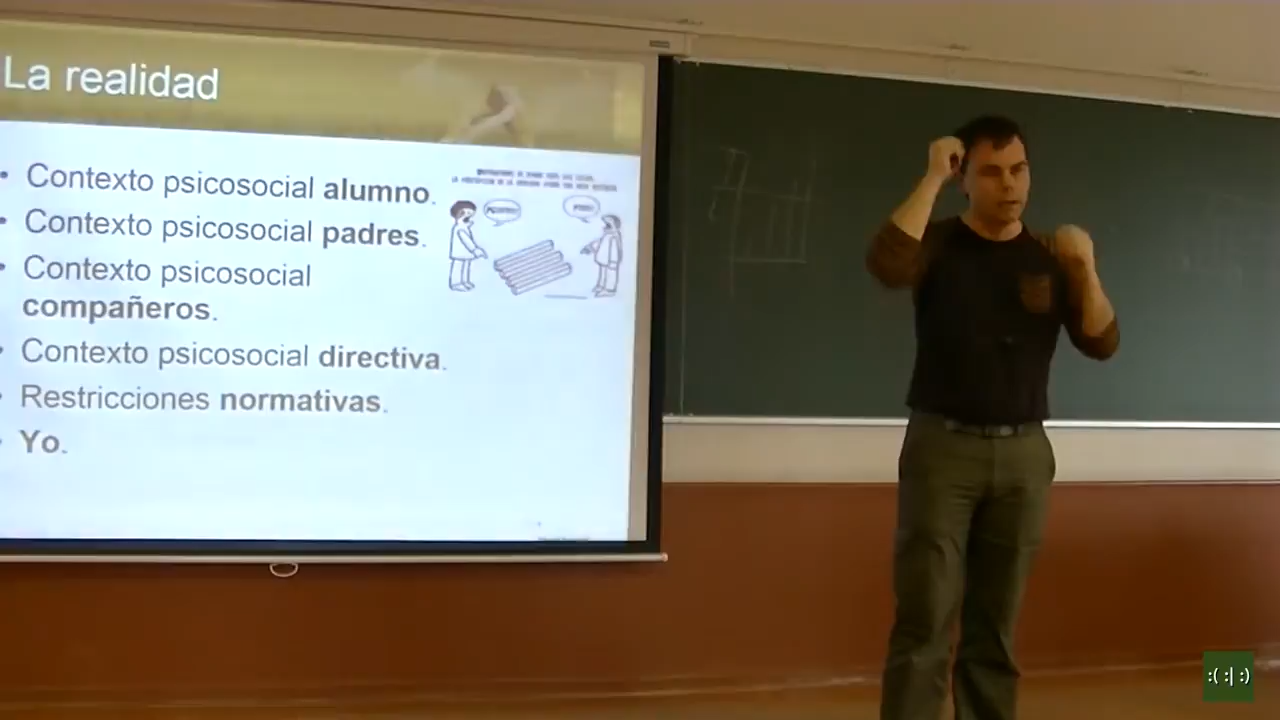 La realidad
• Contexto psicosocial alumno.
• Contexto psicosocial padres.
• Contexto psicosocial
compañeros.
• Contexto psicosocial directiva.
• Restricciones normativas.
• Yo.
:( :| :)